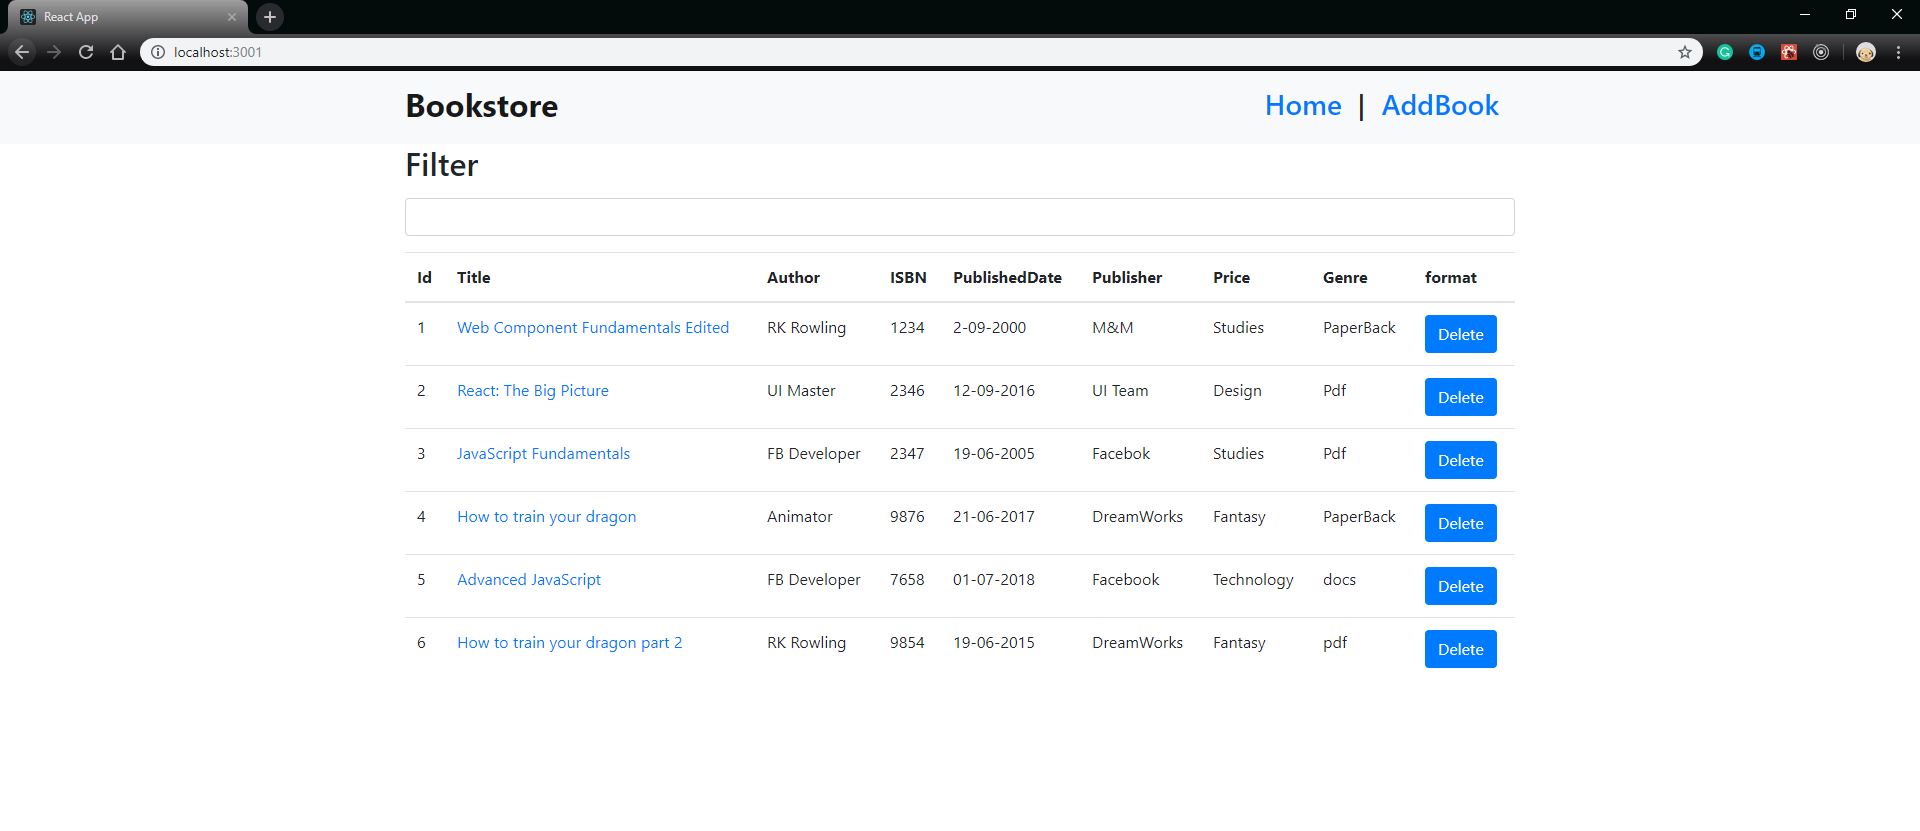 React App
localhost:3001
Bookstore Home | AddBook
Filter
Id Title Author ISBN PublishedDate Publisher Price Genre format
1 Web Component Fundamentals Edited RK Rowling 1234 2-09-2000 M&M Studies PaperBack Delete
2 React: The Big Picture UI Master 2346 12-09-2016 UI Team Design Pdf Delete
3 JavaScript Fundamentals FB Developer 2347 19-06-2005 Facebok Studies Pdf Delete
4 How to train your dragon Animator 9876 21-06-2017 DreamWorks Fantasy PaperBack Delete
5 Advanced JavaScript FB Developer 7658 01-07-2018 Facebook Technology docs Delete
6 How to train your dragon part 2 RK Rowling 9854 19-06-2015 DreamWorks Fantasy pdf Delete